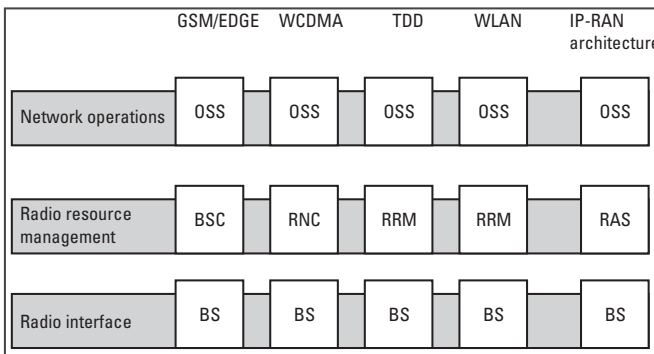 GSM/EDGE WCDMA TDD WLAN IP-RAN
architecture
Network operations OSS OSS OSS OSS OSS
Radio resource
management BSC RNC RRM RRM RAS
Radio interface BS BS BS BS BS